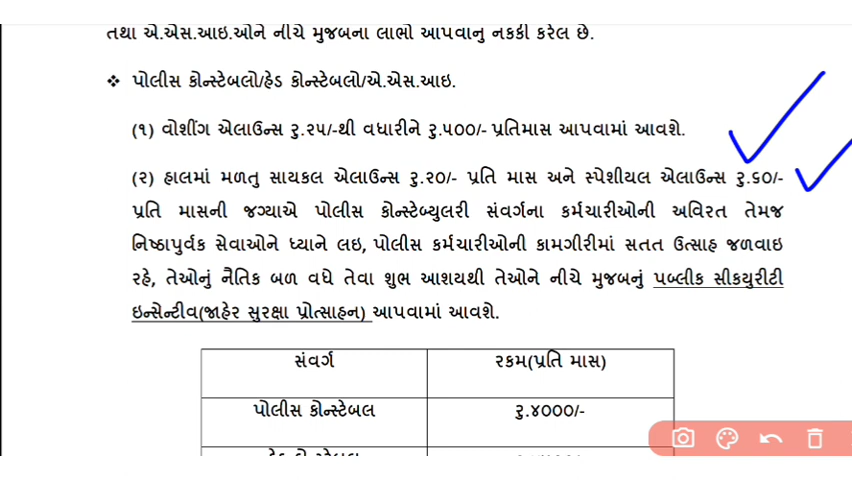 તથા એ.એસ.આઇ.ઓને નીચે મુજબના લાભો આપવાનુ નકકી કરેલ છે.
❖ પોલીસ કોન્સ્ટેબલો/હેડ કોન્સ્ટેબલો/એ.એસ.આઇ.
(૧) વોશીંગ એલાઉન્સ રુ.૨૫/-થી વધારીને રુ.૫૦૦/- પ્રતિમાસ આપવામાં આવશે.
(૨) હાલમાં મળતુ સાયકલ એલાઉન્સ રુ.૨૦/- પ્રતિ માસ અને સ્પેશીયલ એલાઉન્સ રુ.૬૦/-
પ્રતિ માસની જગ્યાએ પોલીસ કોન્સ્ટેબ્યુલરી સંવર્ગના કર્મચારીઓની અવિરત તેમજ
નિષ્ઠાપુર્વક સેવાઓને ધ્યાને લઇ, પોલીસ કર્મચારીઓની કામગીરીમાં સતત ઉત્સાહ જળવાઇ
રહે, તેઓનું નૈતિક બળ વધે તેવા શુભ આશયથી તેઓને નીચે મુજબનું પબ્લીક સીકયુરીટી
ઇન્સેન્ટીવ(જાહેર સુરક્ષા પ્રોત્સાહન) આપવામાં આવશે.
સંવર્ગ રકમ(પ્રતિ માસ)
પોલીસ કોન્સ્ટેબલ રુ.૪૦૦૦/-